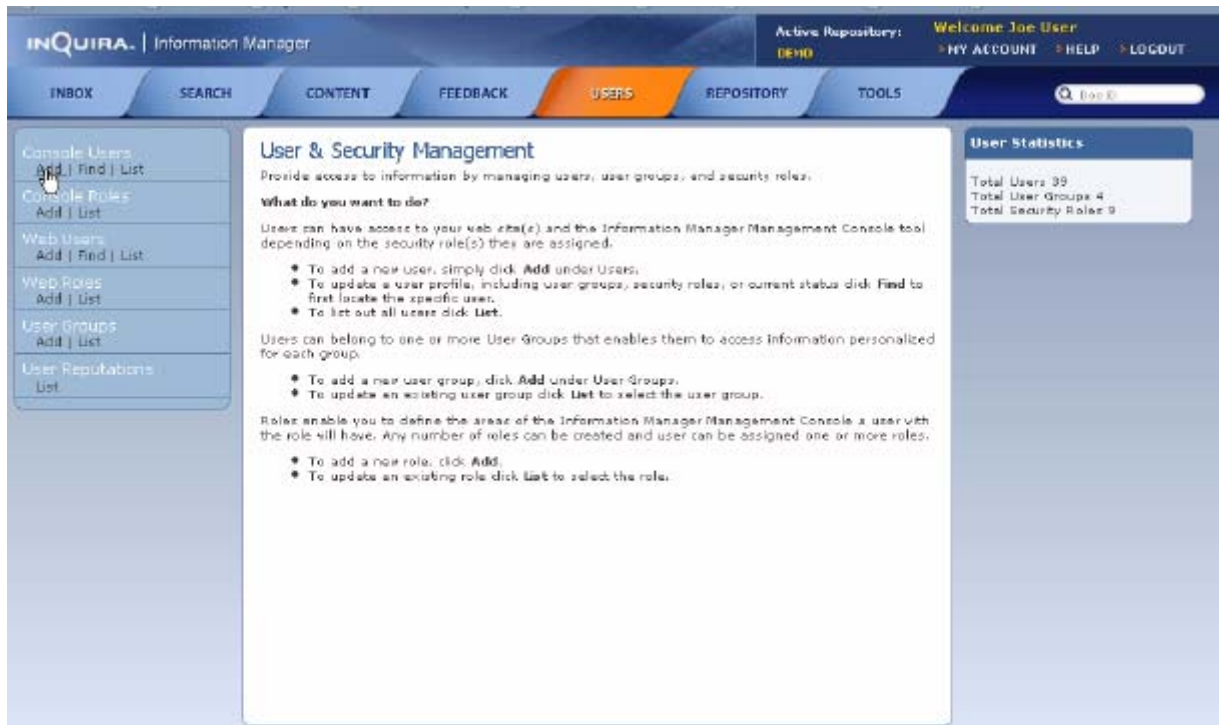 INQUIRA. | Information Manager
Active Repository:
DEMO
Welcome Joe User
MY ACCOUNT
HELP
LOGOUT
INBOX
SEARCH
CONTENT
FEEDBACK
USERS
REPOSITORY
TOOLS
Doc ID
Console Users
Add | Find | List
Console Roles
Add | List
Web Users
Add | Find | List
Web Roles
Add | List
User Groups
Add | List
User Reputations
List
User & Security Management
Provide access to information by managing users, user groups, and security roles.
What do you want to do?
Users can have access to your web site(s) and the Information Manager Management Console tool
depending on the security role(s) they are assigned.
• To add a new user, simply click Add under Users.
• To update a user profile, including user groups, security roles, or current status click Find to
first locate the specific user.
• To list out all users click List.
Users can belong to one or more User Groups that enables them to access information personalized
for each group.
• To add a new user group, click Add under User Groups.
• To update an existing user group click List to select the user group.
Roles enable you to define the areas of the Information Manager Management Console a user with
the role will have. Any number of roles can be created and user can be assigned one or more roles.
• To add a new role, click Add.
• To update an existing role click List to select the role.
User Statistics
Total Users 39
Total User Groups 4
Total Security Roles 9